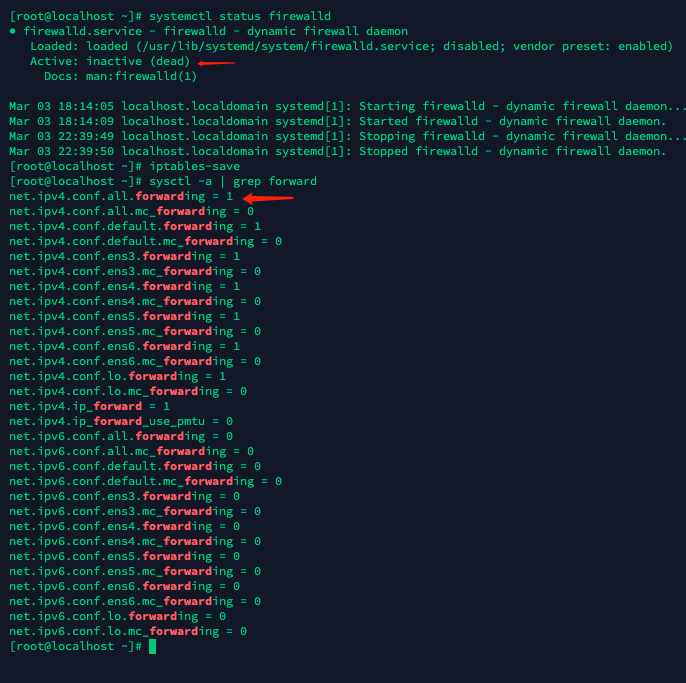 [root@localhost ~]# systemctl status firewalld
● firewalld.service - firewalld - dynamic firewall daemon
   Loaded: loaded (/usr/lib/systemd/system/firewalld.service; disabled; vendor preset: enabled)
   Active: inactive (dead)
     Docs: man:firewalld(1)

Mar 03 18:14:05 localhost.localdomain systemd[1]: Starting firewalld - dynamic firewall daemon...
Mar 03 18:14:09 localhost.localdomain systemd[1]: Started firewalld - dynamic firewall daemon.
Mar 03 22:39:49 localhost.localdomain systemd[1]: Stopping firewalld - dynamic firewall daemon...
Mar 03 22:39:50 localhost.localdomain systemd[1]: Stopped firewalld - dynamic firewall daemon.
[root@localhost ~]# iptables-save
[root@localhost ~]# sysctl -a | grep forward
net.ipv4.conf.all.forwarding = 1
net.ipv4.conf.all.mc_forwarding = 0
net.ipv4.conf.default.forwarding = 1
net.ipv4.conf.default.mc_forwarding = 0
net.ipv4.conf.ens3.forwarding = 1
net.ipv4.conf.ens3.mc_forwarding = 0
net.ipv4.conf.ens4.forwarding = 1
net.ipv4.conf.ens4.mc_forwarding = 0
net.ipv4.conf.ens5.forwarding = 1
net.ipv4.conf.ens5.mc_forwarding = 0
net.ipv4.conf.ens6.forwarding = 1
net.ipv4.conf.ens6.mc_forwarding = 0
net.ipv4.conf.lo.forwarding = 1
net.ipv4.conf.lo.mc_forwarding = 0
net.ipv4.ip_forward = 1
net.ipv4.ip_forward_use_pmtu = 0
net.ipv6.conf.all.forwarding = 0
net.ipv6.conf.all.mc_forwarding = 0
net.ipv6.conf.default.forwarding = 0
net.ipv6.conf.default.mc_forwarding = 0
net.ipv6.conf.ens3.forwarding = 0
net.ipv6.conf.ens3.mc_forwarding = 0
net.ipv6.conf.ens4.forwarding = 0
net.ipv6.conf.ens4.mc_forwarding = 0
net.ipv6.conf.ens5.forwarding = 0
net.ipv6.conf.ens5.mc_forwarding = 0
net.ipv6.conf.ens6.forwarding = 0
net.ipv6.conf.ens6.mc_forwarding = 0
net.ipv6.conf.lo.forwarding = 0
net.ipv6.conf.lo.mc_forwarding = 0
[root@localhost ~]#